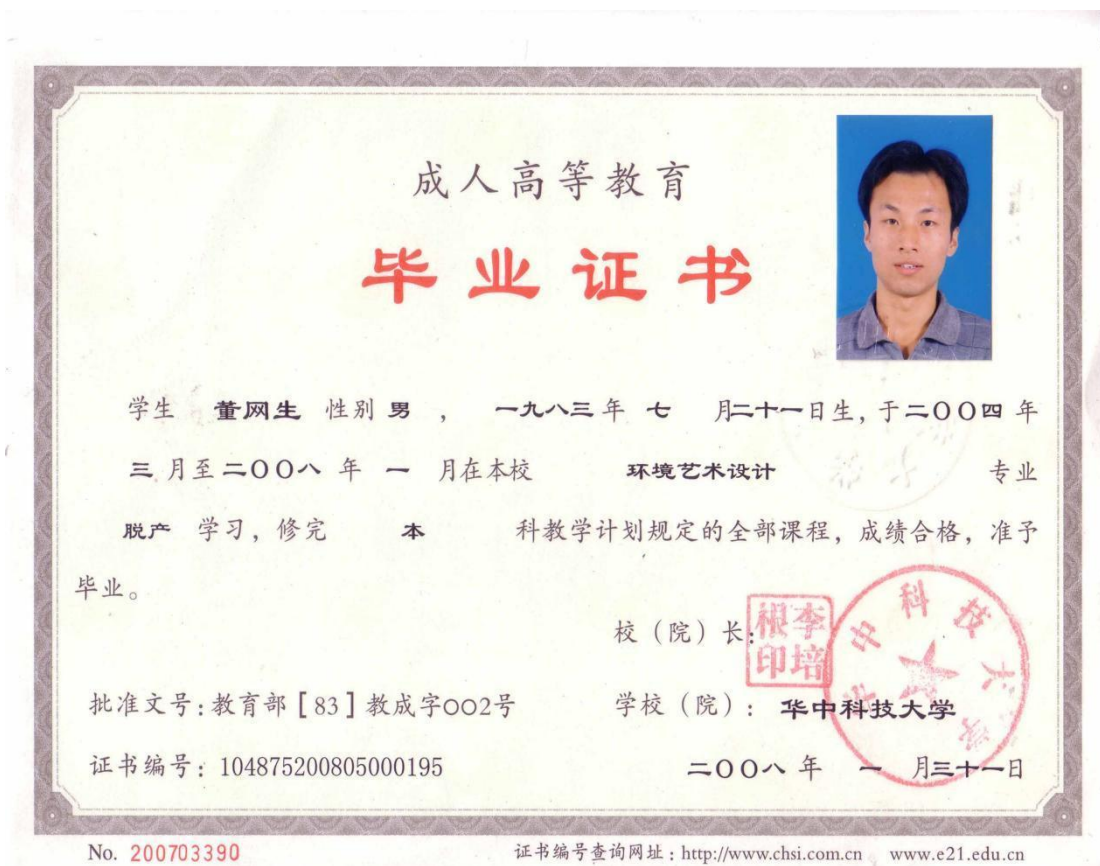 成人高等教育
毕业证书
学生 董网生 性别 男 , 一九八三 年 七 月二十一日生, 于二〇〇四 年
三 月至二〇〇八 年 一 月在本校 环境艺术设计 专业
脱产 学习, 修完 本 科教学计划规定的全部课程, 成绩合格, 准予
毕业。
校（院）长: 李培根印
批准文号: 教育部［83］教成字002号
学校（院）: 华中科技大学
证书编号: 104875200805000195
二〇〇八 年 一 月三十一日
No. 200703390
证书编号查询网址: http://www.chsi.com.cn www.e21.edu.cn